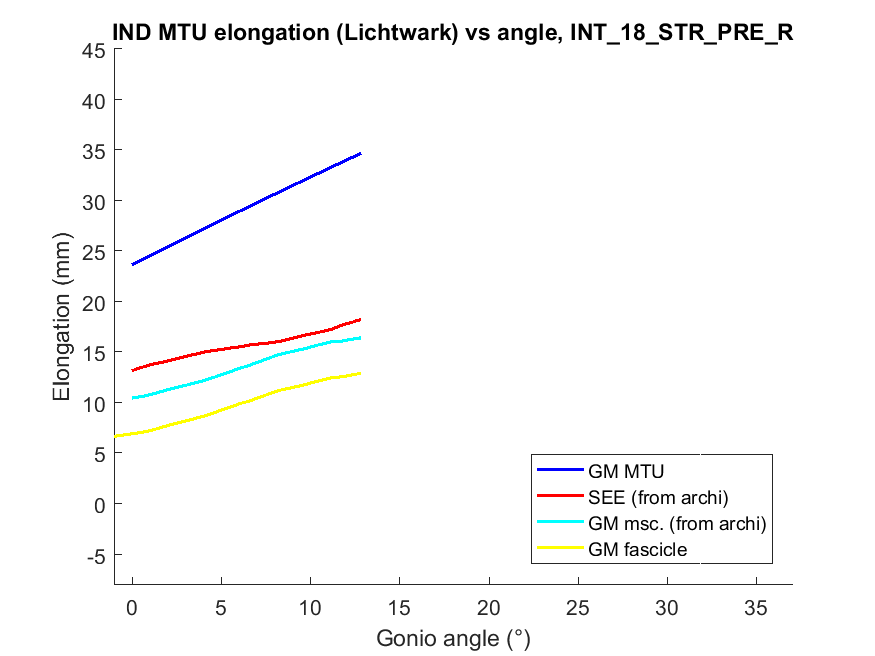 IND MTU elongation (Lichtwark) vs angle, INT_18_STR_PRE_R
45
40
35
30
25
20
15
10
5
0
-5
Elongation (mm)
0 5 10 15 20 25 30 35
Gonio angle (°)
GM MTU
SEE (from archi)
GM msc. (from archi)
GM fascicle